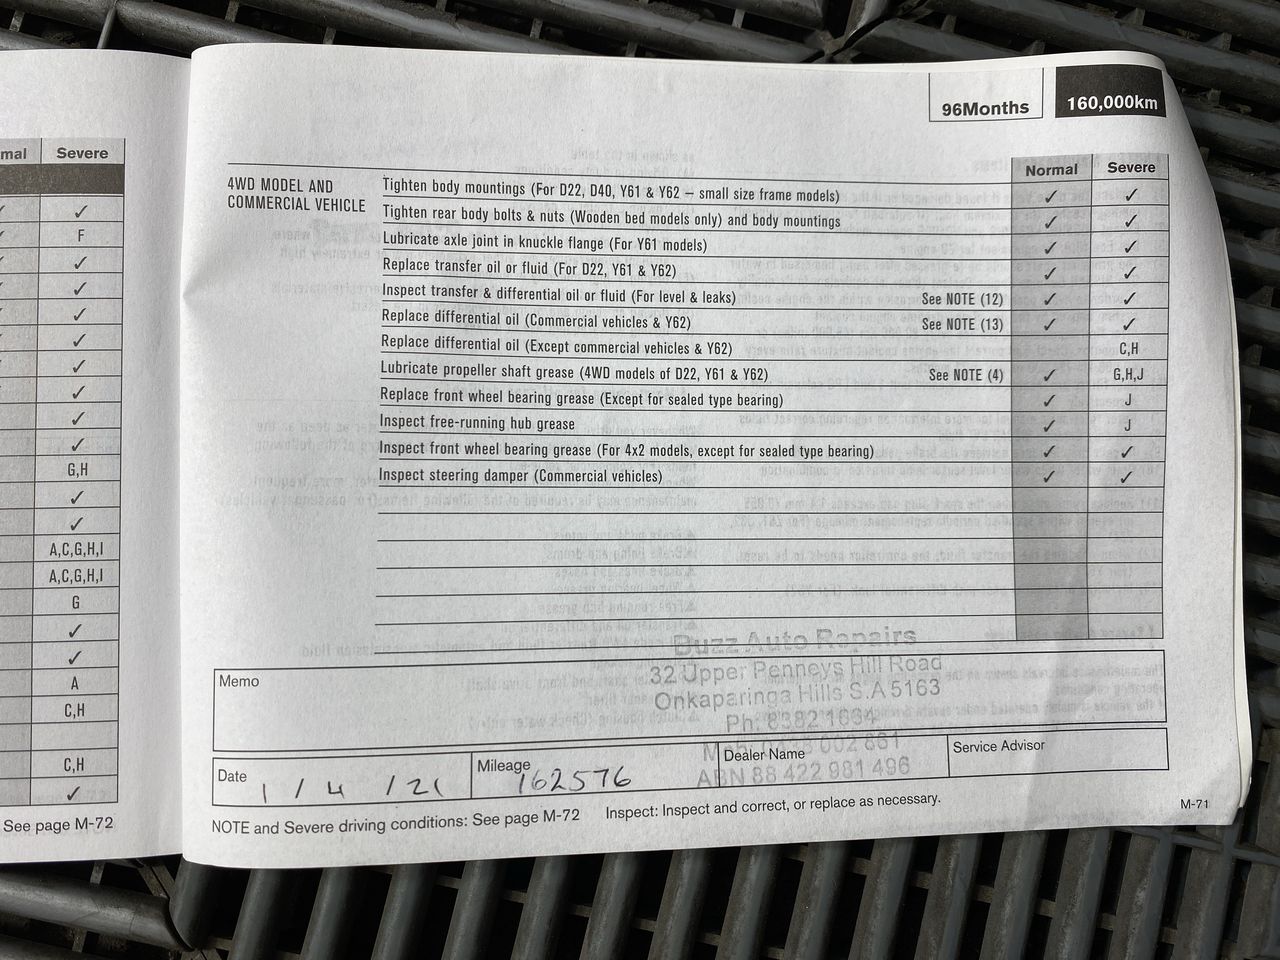 mal Severe
✓ ✓
✓ F
✓ ✓
✓ ✓
✓ ✓
✓ ✓
✓ ✓
✓ ✓
✓ ✓
✓ ✓
G,H
✓
✓
A,C,G,H,I
A,C,G,H,I
G
✓
✓
A
C,H
C,H
✓
See page M-72
96Months 160,000km
Normal Severe
4WD MODEL AND
COMMERCIAL VEHICLE
Tighten body mountings (For D22, D40, Y61 & Y62 – small size frame models) ✓ ✓
Tighten rear body bolts & nuts (Wooden bed models only) and body mountings ✓ ✓
Lubricate axle joint in knuckle flange (For Y61 models) ✓ ✓
Replace transfer oil or fluid (For D22, Y61 & Y62) ✓ ✓
Inspect transfer & differential oil or fluid (For level & leaks) See NOTE (12) ✓ ✓
Replace differential oil (Commercial vehicles & Y62) See NOTE (13) ✓ ✓
Replace differential oil (Except commercial vehicles & Y62) C,H
Lubricate propeller shaft grease (4WD models of D22, Y61 & Y62) See NOTE (4) ✓ G,H,J
Replace front wheel bearing grease (Except for sealed type bearing) ✓ J
Inspect free-running hub grease ✓ J
Inspect front wheel bearing grease (For 4x2 models, except for sealed type bearing) ✓ ✓
Inspect steering damper (Commercial vehicles) ✓ ✓
Buzz Auto Repairs
32 Upper Penneys Hill Road
Onkaparinga Hills S.A 5163
Ph: 8382 1634
002 861
ABN 88 422 981 496
Memo
Date 1 / 4 / 21
Mileage 162576
Dealer Name
Service Advisor
NOTE and Severe driving conditions: See page M-72 Inspect: Inspect and correct, or replace as necessary.
M-71